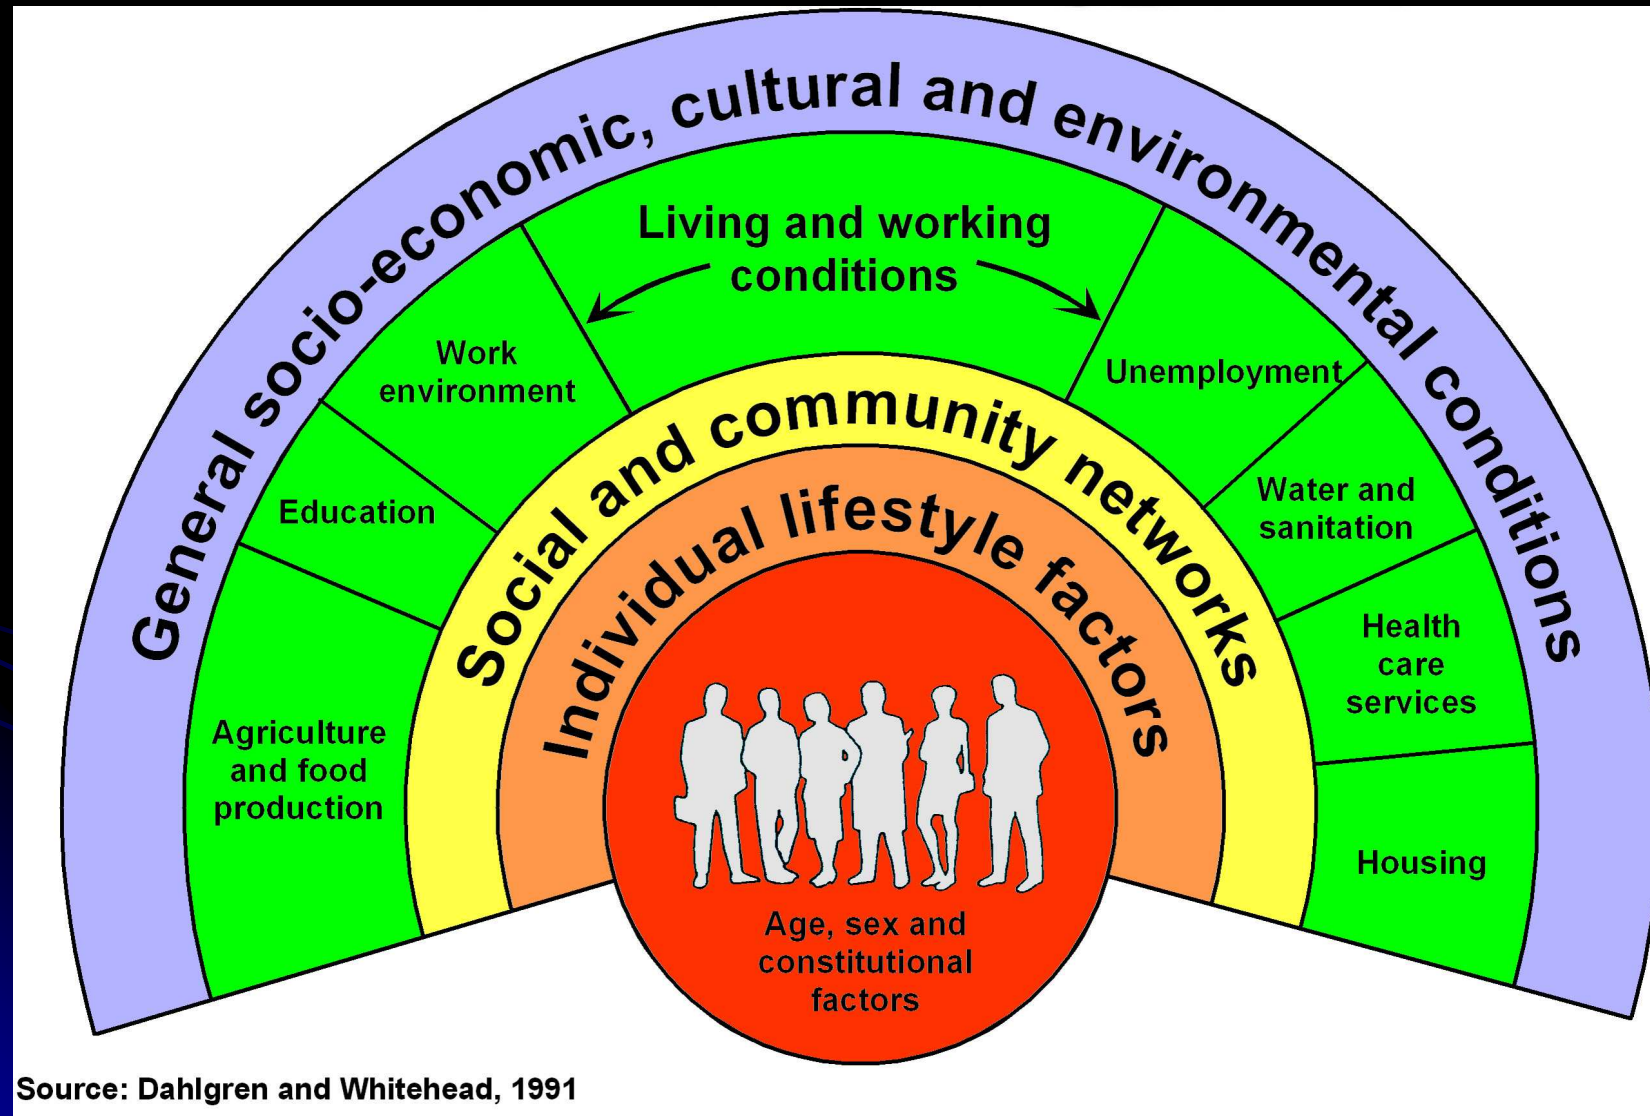 General socio-economic, cultural and environmental conditions
Living and working
conditions
Work
environment
Unemployment
Education
Water and
sanitation
Agriculture
and food
production
Health
care
services
Housing
Social and community networks
Individual lifestyle factors
Age, sex and
constitutional
factors
Source: Dahlgren and Whitehead, 1991